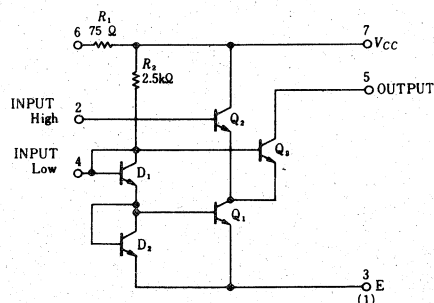 R₁
6 75 Ω 7 VCC
R₂
2.5kΩ
5 OUTPUT
INPUT
High 2
Q₂
Q₃
INPUT
Low 4
D₁
Q₁
D₂
3 E
(1)